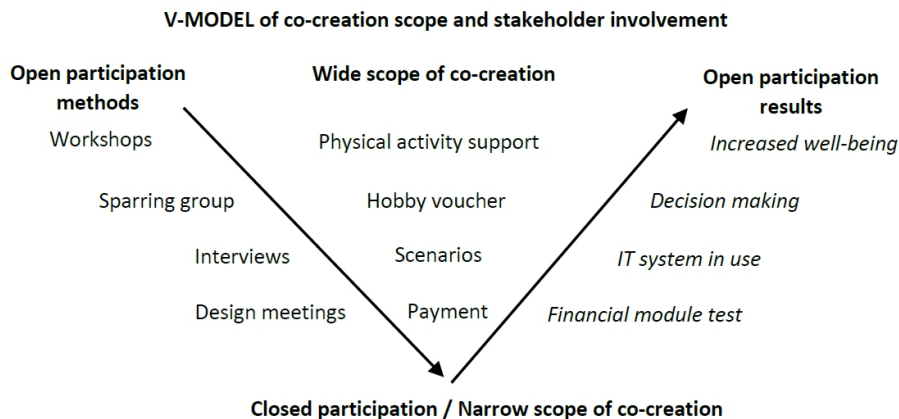 V-MODEL of co-creation scope and stakeholder involvement
Open participation
methods
Wide scope of co-creation
Open participation
results
Workshops
Physical activity support
Increased well-being
Sparring group
Hobby voucher
Decision making
Interviews
Scenarios
IT system in use
Design meetings
Payment
Financial module test
Closed participation / Narrow scope of co-creation